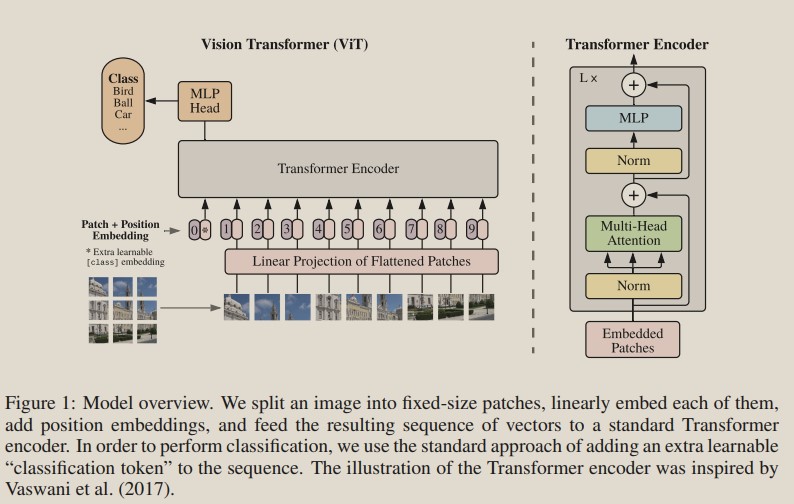 Vision Transformer (ViT)
Class
Bird
Ball
Car
...
MLP
Head
Transformer Encoder
Patch + Position
Embedding
0 * 1 2 3 4 5 6 7 8 9
* Extra learnable
[class] embedding
Linear Projection of Flattened Patches
Transformer Encoder
L x
+
MLP
Norm
+
Multi-Head
Attention
Norm
Embedded
Patches
Figure 1: Model overview. We split an image into fixed-size patches, linearly embed each of them,
add position embeddings, and feed the resulting sequence of vectors to a standard Transformer
encoder. In order to perform classification, we use the standard approach of adding an extra learnable
“classification token” to the sequence. The illustration of the Transformer encoder was inspired by
Vaswani et al. (2017).